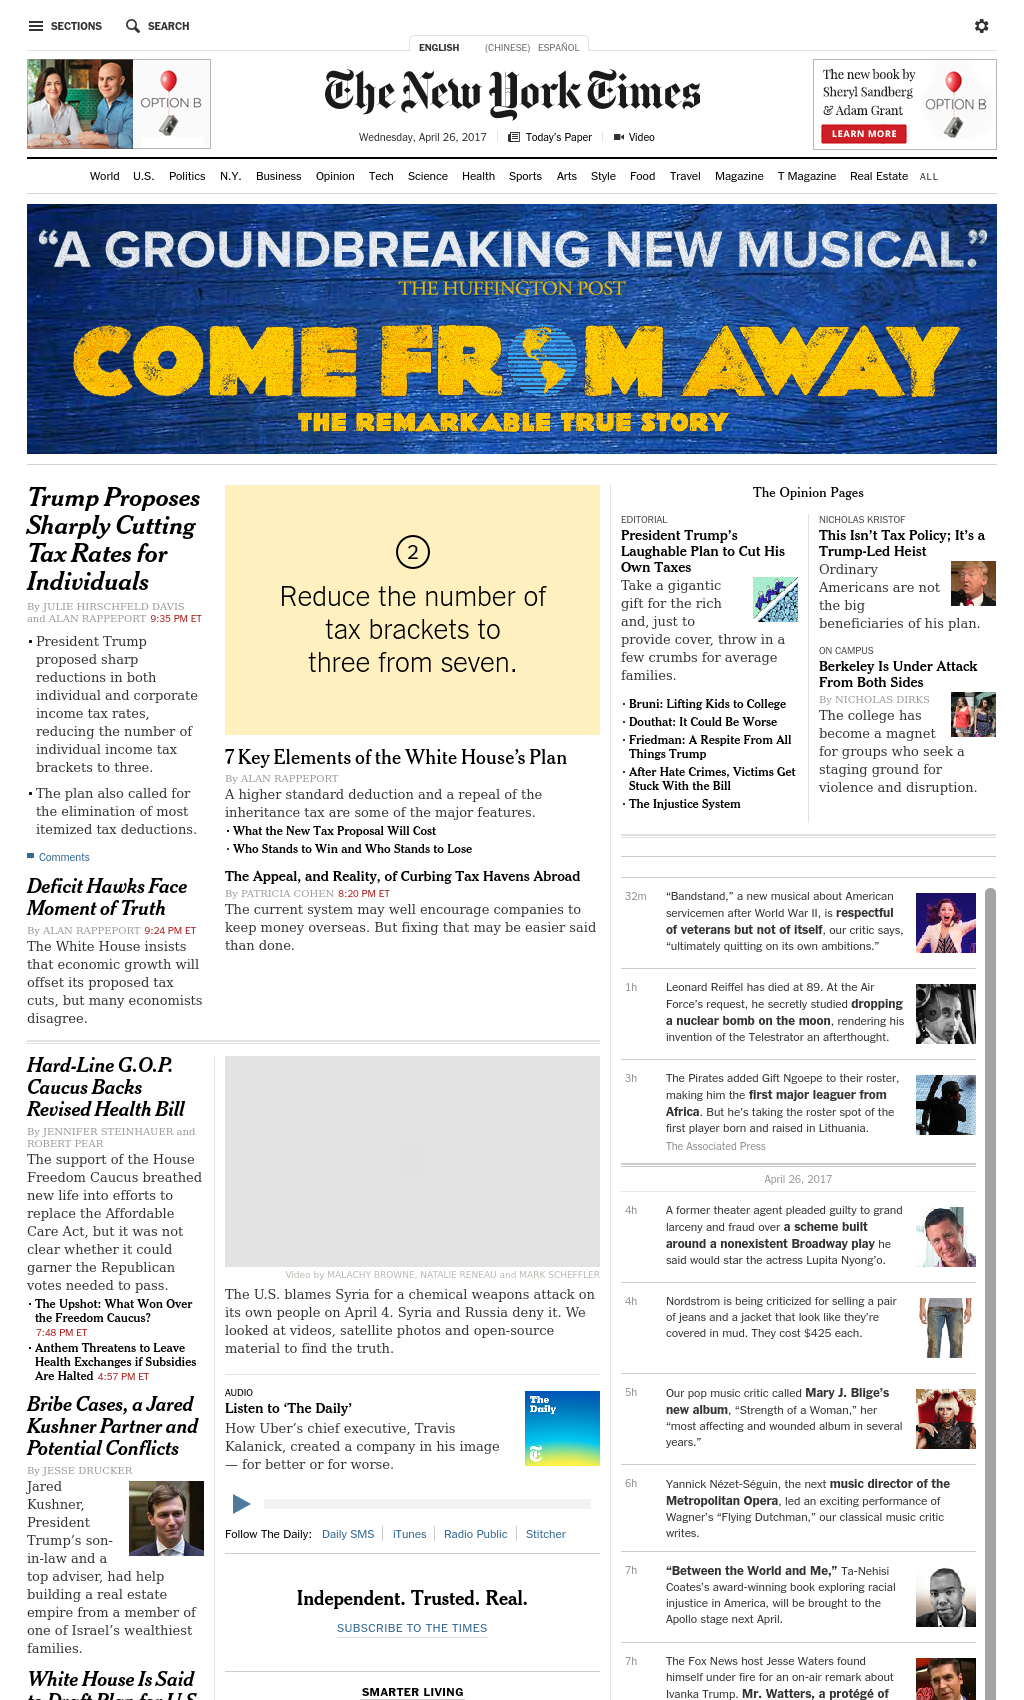 SECTIONS
SEARCH
ENGLISH
(CHINESE)
ESPAÑOL
OPTION B
The New York Times
Wednesday, April 26, 2017
Today's Paper
Video
The new book by
Sheryl Sandberg
& Adam Grant
LEARN MORE
OPTION B
World U.S. Politics N.Y. Business Opinion Tech Science Health Sports Arts Style Food Travel Magazine T Magazine Real Estate ALL
“A GROUNDBREAKING NEW MUSICAL.”
THE HUFFINGTON POST
COME FROM AWAY
THE REMARKABLE TRUE STORY
Trump Proposes
Sharply Cutting
Tax Rates for
Individuals
By JULIE HIRSCHFELD DAVIS
and ALAN RAPPEPORT 9:35 PM ET
▪ President Trump
proposed sharp
reductions in both
individual and corporate
income tax rates,
reducing the number of
individual income tax
brackets to three.
▪ The plan also called for
the elimination of most
itemized tax deductions.
Comments
Deficit Hawks Face
Moment of Truth
By ALAN RAPPEPORT 9:24 PM ET
The White House insists
that economic growth will
offset its proposed tax
cuts, but many economists
disagree.
2
Reduce the number of
tax brackets to
three from seven.
7 Key Elements of the White House’s Plan
By ALAN RAPPEPORT
A higher standard deduction and a repeal of the
inheritance tax are some of the major features.
· What the New Tax Proposal Will Cost
· Who Stands to Win and Who Stands to Lose
The Appeal, and Reality, of Curbing Tax Havens Abroad
By PATRICIA COHEN 8:20 PM ET
The current system may well encourage companies to
keep money overseas. But fixing that may be easier said
than done.
The Opinion Pages
EDITORIAL
President Trump’s
Laughable Plan to Cut His
Own Taxes
Take a gigantic
gift for the rich
and, just to
provide cover, throw in a
few crumbs for average
families.
· Bruni: Lifting Kids to College
· Douthat: It Could Be Worse
· Friedman: A Respite From All
Things Trump
· After Hate Crimes, Victims Get
Stuck With the Bill
· The Injustice System
NICHOLAS KRISTOF
This Isn’t Tax Policy; It’s a
Trump-Led Heist
Ordinary
Americans are not
the big
beneficiaries of his plan.
ON CAMPUS
Berkeley Is Under Attack
From Both Sides
By NICHOLAS DIRKS
The college has
become a magnet
for groups who seek a
staging ground for
violence and disruption.
Hard-Line G.O.P.
Caucus Backs
Revised Health Bill
By JENNIFER STEINHAUER and
ROBERT PEAR
The support of the House
Freedom Caucus breathed
new life into efforts to
replace the Affordable
Care Act, but it was not
clear whether it could
garner the Republican
votes needed to pass.
· The Upshot: What Won Over
the Freedom Caucus?
7:48 PM ET
· Anthem Threatens to Leave
Health Exchanges if Subsidies
Are Halted 4:57 PM ET
Bribe Cases, a Jared
Kushner Partner and
Potential Conflicts
By JESSE DRUCKER
Jared
Kushner,
President
Trump’s son-
in-law and a
top adviser, had help
building a real estate
empire from a member of
one of Israel’s wealthiest
families.
White House Is Said
to Draft Plan for U.S.
Video by MALACHY BROWNE, NATALIE RENEAU and MARK SCHEFFLER
The U.S. blames Syria for a chemical weapons attack on
its own people on April 4. Syria and Russia deny it. We
looked at videos, satellite photos and open-source
material to find the truth.
AUDIO
Listen to ‘The Daily’
How Uber’s chief executive, Travis
Kalanick, created a company in his image
— for better or for worse.
The
Daily
T
Follow The Daily: Daily SMS iTunes Radio Public Stitcher
Independent. Trusted. Real.
SUBSCRIBE TO THE TIMES
SMARTER LIVING
32m
“Bandstand,” a new musical about American
servicemen after World War II, is respectful
of veterans but not of itself, our critic says,
“ultimately quitting on its own ambitions.”
1h
Leonard Reiffel has died at 89. At the Air
Force’s request, he secretly studied dropping
a nuclear bomb on the moon, rendering his
invention of the Telestrator an afterthought.
3h
The Pirates added Gift Ngoepe to their roster,
making him the first major leaguer from
Africa. But he’s taking the roster spot of the
first player born and raised in Lithuania.
The Associated Press
April 26, 2017
4h
A former theater agent pleaded guilty to grand
larceny and fraud over a scheme built
around a nonexistent Broadway play he
said would star the actress Lupita Nyong’o.
4h
Nordstrom is being criticized for selling a pair
of jeans and a jacket that look like they’re
covered in mud. They cost $425 each.
5h
Our pop music critic called Mary J. Blige’s
new album, “Strength of a Woman,” her
“most affecting and wounded album in several
years.”
6h
Yannick Nézet-Séguin, the next music director of the
Metropolitan Opera, led an exciting performance of
Wagner’s “Flying Dutchman,” our classical music critic
writes.
7h
“Between the World and Me,” Ta-Nehisi
Coates’s award-winning book exploring racial
injustice in America, will be brought to the
Apollo stage next April.
7h
The Fox News host Jesse Waters found
himself under fire for an on-air remark about
Ivanka Trump. Mr. Watters, a protégé of